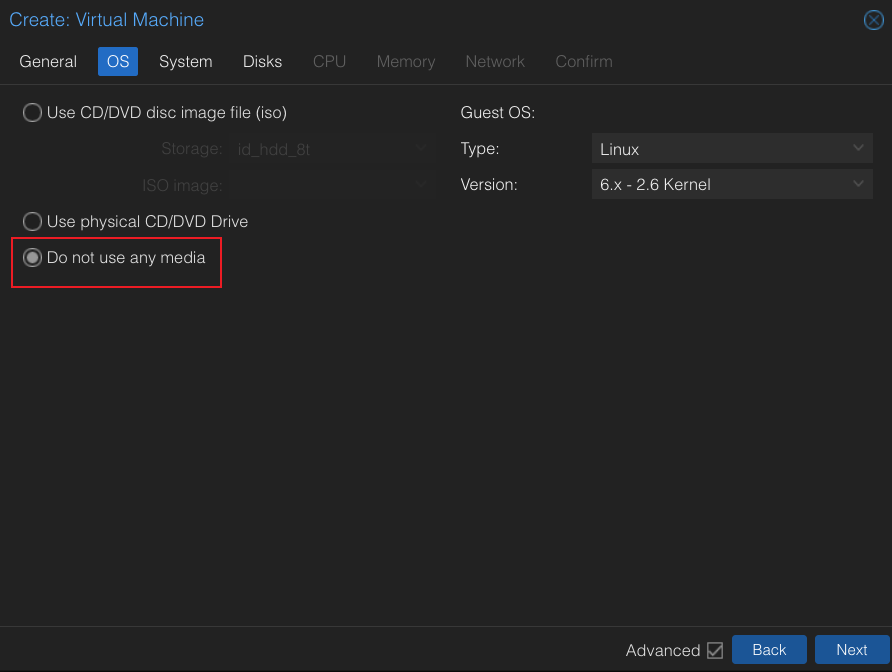 Create: Virtual Machine
General OS System Disks CPU Memory Network Confirm
Use CD/DVD disc image file (iso)
Storage: id_hdd_8t
ISO image:
Use physical CD/DVD Drive
Do not use any media
Guest OS:
Type: Linux
Version: 6.x - 2.6 Kernel
Advanced Back Next